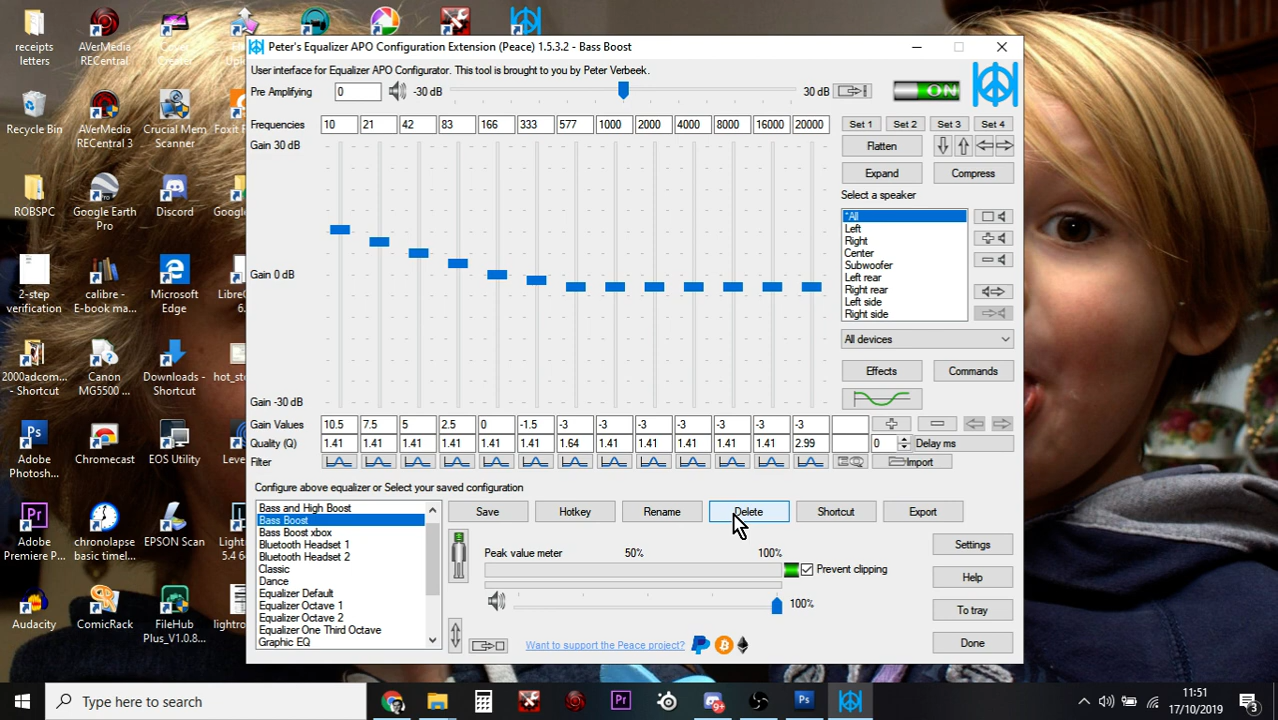 receipts
letters
AVerMedia
RECentral
Peter's Equalizer APO Configuration Extension (Peace) 1.5.3.2 - Bass Boost
User interface for Equalizer APO Configurator. This tool is brought to you by Peter Verbeek.
Pre Amplifying 0 -30 dB 30 dB ON
Frequencies 10 21 42 83 166 333 577 1000 2000 4000 8000 16000 20000 Set 1 Set 2 Set 3 Set 4
Gain 30 dB
Flatten
Expand Compress
Select a speaker
*All
Left
Right
Center
Subwoofer
Left rear
Right rear
Left side
Right side
Gain 0 dB
All devices
Effects Commands
Gain -30 dB
Gain Values 10.5 7.5 5 2.5 0 -1.5 -3 -3 -3 -3 -3 -3 -3
Quality (Q) 1.41 1.41 1.41 1.41 1.41 1.41 1.64 1.41 1.41 1.41 1.41 1.41 2.99 0 Delay ms
Filter EQ Import
Configure above equalizer or Select your saved configuration
Bass and High Boost
Bass Boost
Bass Boost xbox
Bluetooth Headset 1
Bluetooth Headset 2
Classic
Dance
Equalizer Default
Equalizer Octave 1
Equalizer Octave 2
Equalizer One Third Octave
Graphic EQ
Save Hotkey Rename Delete Shortcut Export
Peak value meter 50% 100%
Prevent clipping
100%
Settings
Help
To tray
Done
Want to support the Peace project?
Recycle Bin
AVerMedia
RECentral 3
Crucial Mem
Scanner
Foxit
ROBSPC
Google Earth
Pro
Discord
2-step
verification
calibre -
E-book ma...
Microsoft
Edge
6.
2000adcom...
- Shortcut
Canon
MG5500 ...
Downloads -
Shortcut
Adobe
Photosh...
Chromecast
EOS Utility
Adobe
Premiere P...
chronolapse
basic timel...
EPSON Scan
5.4
Audacity
ComicRack
FileHub
Plus_V1.0.8...
Type here to search
9+
11:51
17/10/2019
3